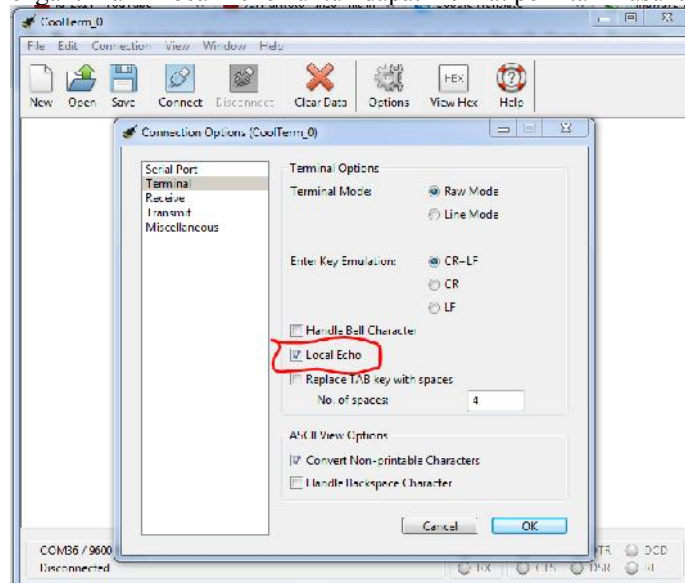 CoolTerm_0
File Edit Connection View Window Help
New Open Save Connect Disconnect Clear Data Options View Hex Help
HEX
Connection Options (CoolTerm_0)
Serial Port
Terminal
Receive
Transmit
Miscellaneous
Terminal Options
Terminal Mode:
Raw Mode
Line Mode
Enter Key Emulation:
CR+LF
CR
LF
Handle Bell Character
Local Echo
Replace TAB key with spaces
No. of spaces: 4
ASCII View Options
Convert Non-printable Characters
Handle Backspace Character
Cancel OK
COM36 / 9600
Disconnected
RX CTS DSR RI
DCD